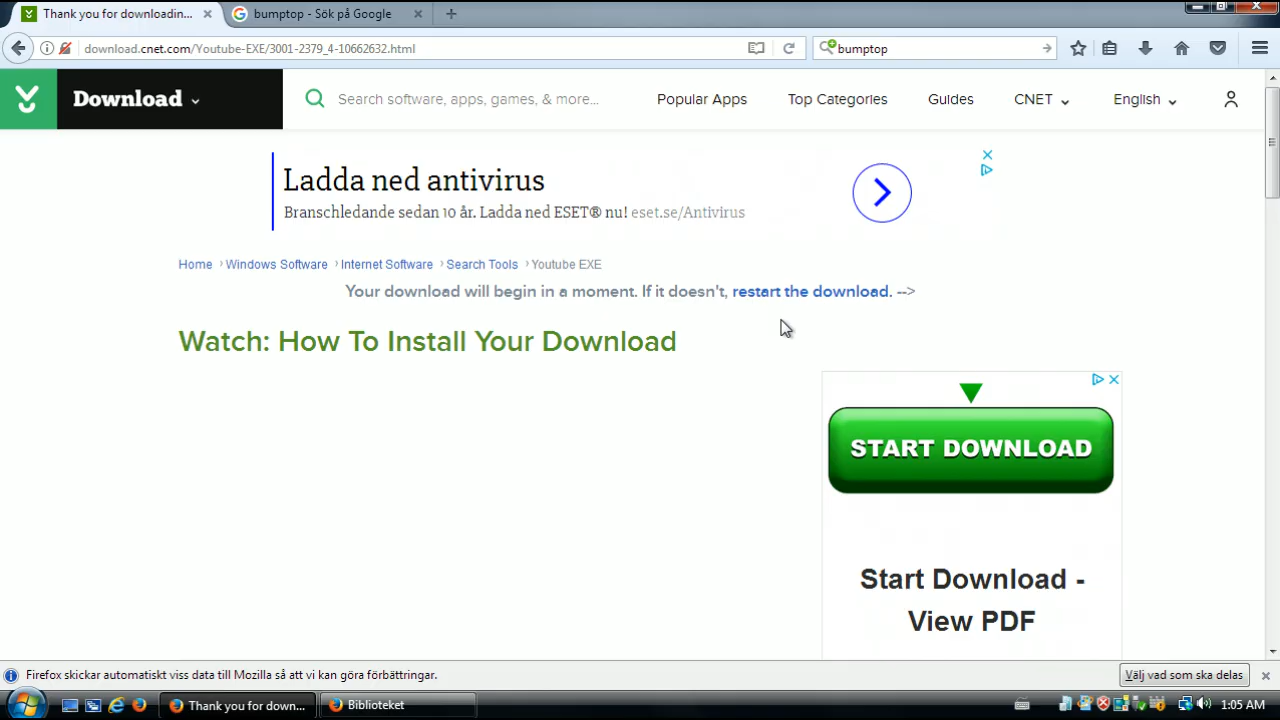 Thank you for downloadin...
bumptop - Sök på Google
download.cnet.com/Youtube-EXE/3001-2379_4-10662632.html
bumptop
Download
Search software, apps, games, & more...
Popular Apps
Top Categories
Guides
CNET
English
Ladda ned antivirus
Branschledande sedan 10 år. Ladda ned ESET® nu! eset.se/Antivirus
Home › Windows Software › Internet Software › Search Tools › Youtube EXE
Your download will begin in a moment. If it doesn't, restart the download. -->
Watch: How To Install Your Download
START DOWNLOAD
Start Download -
View PDF
Firefox skickar automatiskt viss data till Mozilla så att vi kan göra förbättringar.
Välj vad som ska delas
Thank you for down...
Biblioteket
1:05 AM